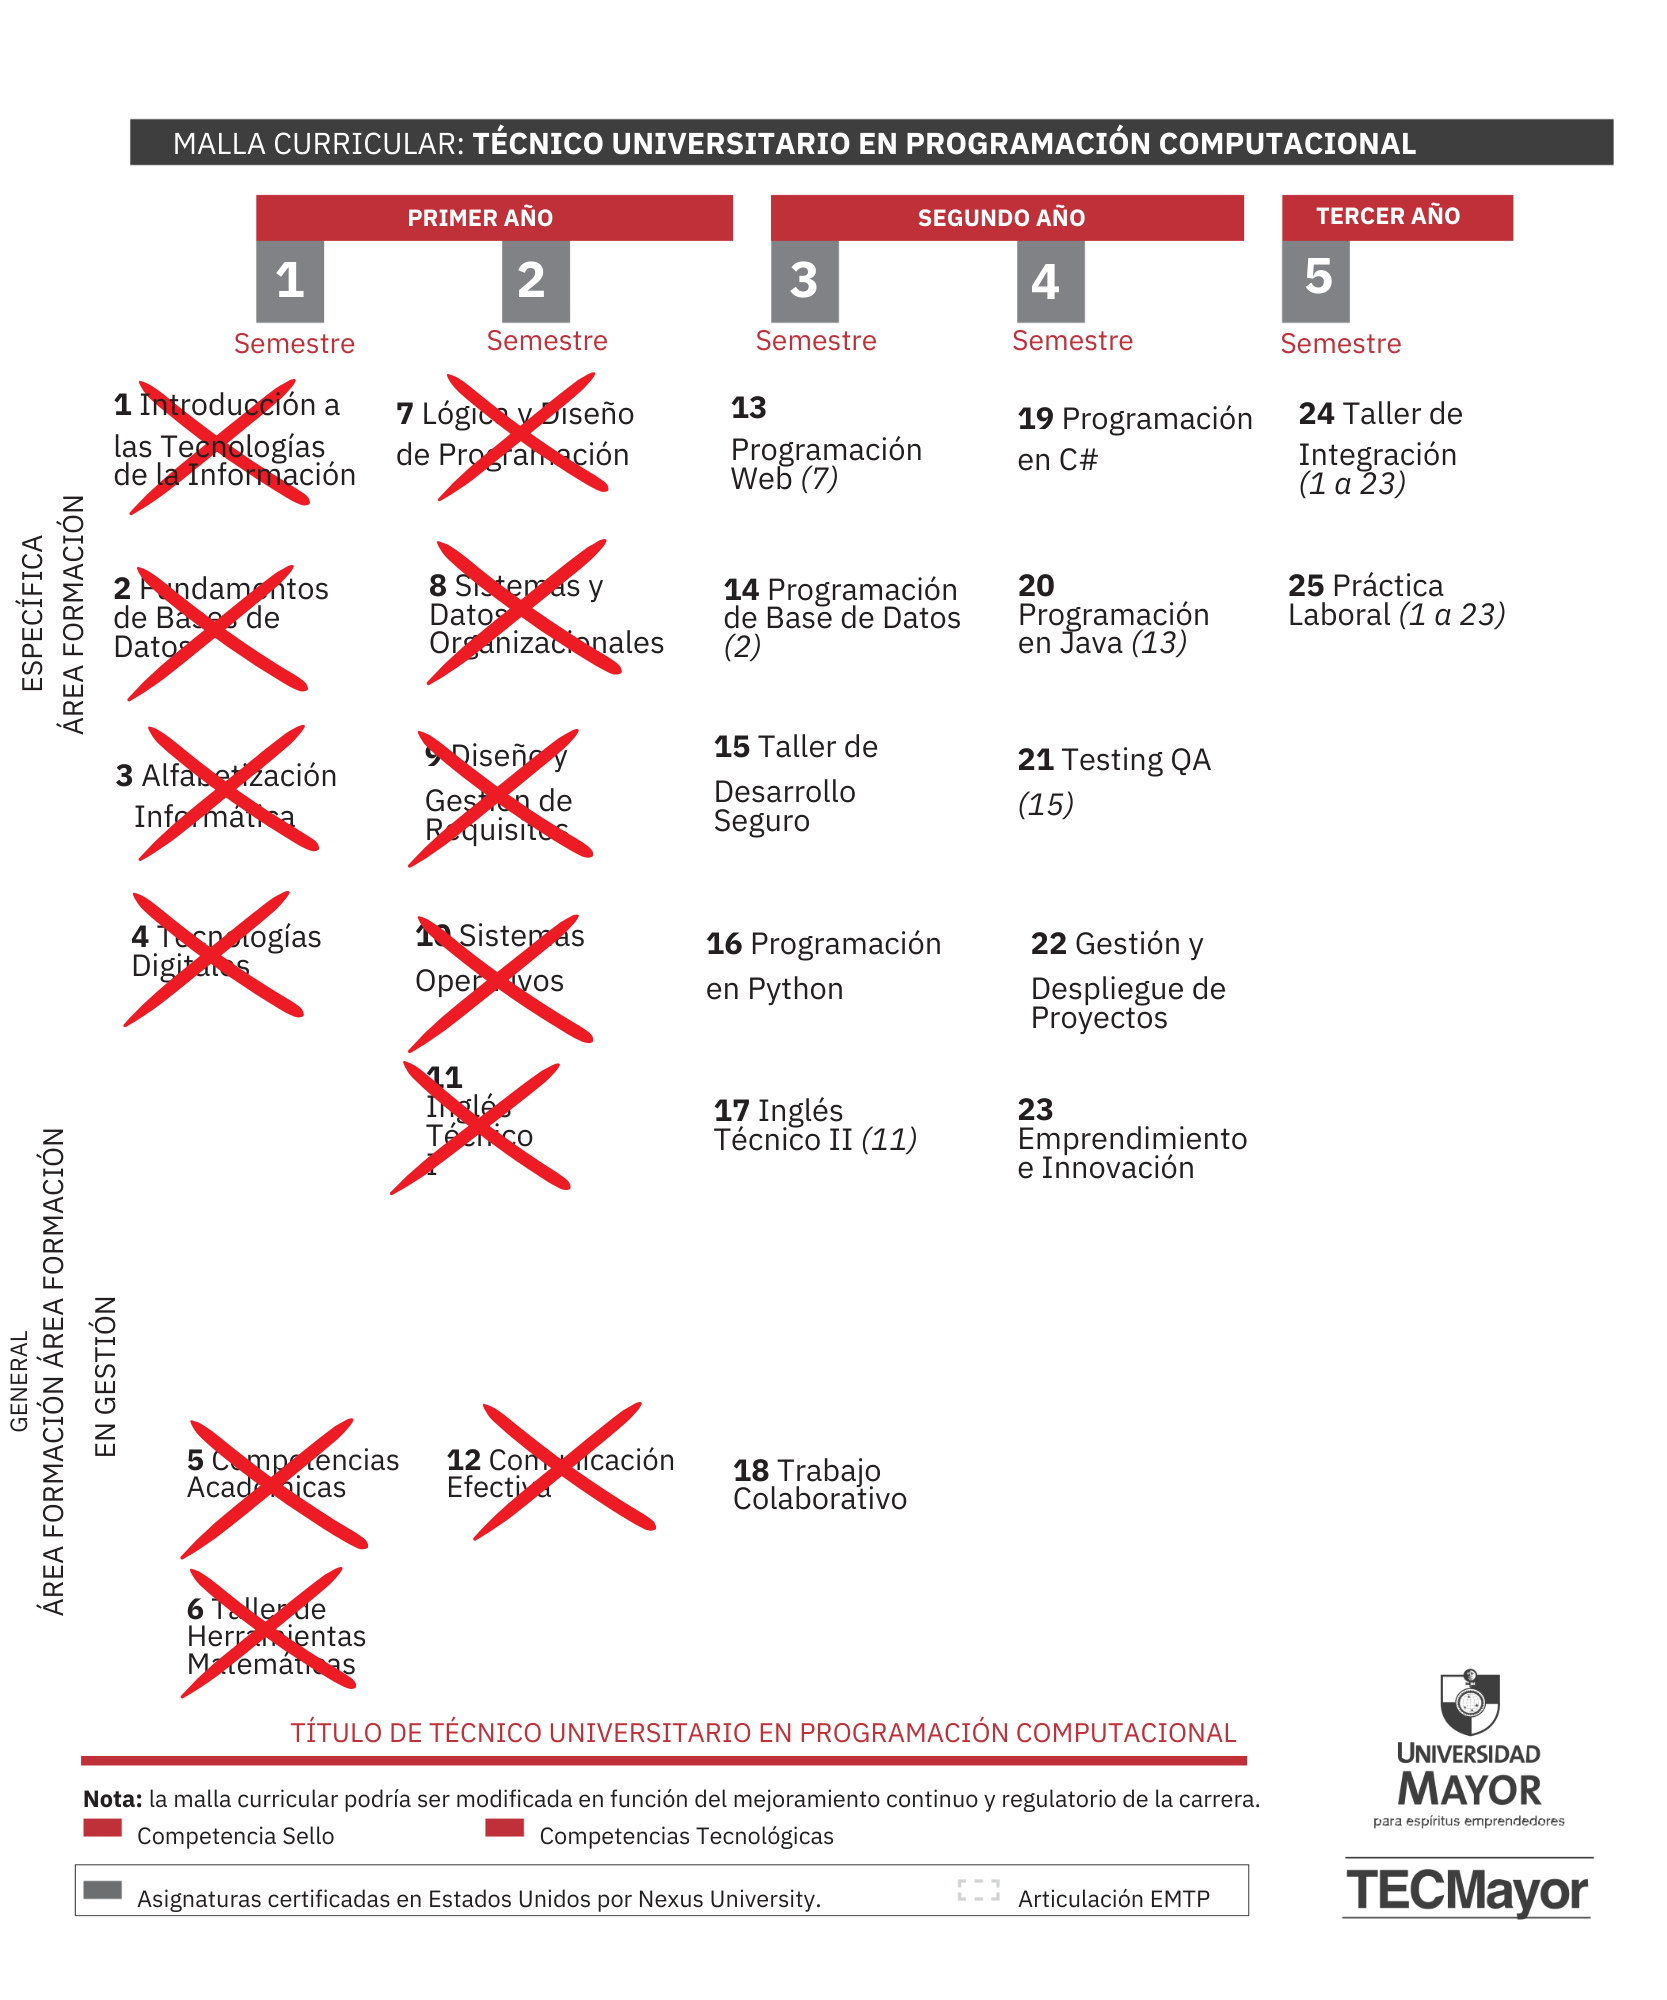 MALLA CURRICULAR: TÉCNICO UNIVERSITARIO EN PROGRAMACIÓN COMPUTACIONAL
PRIMER AÑO
SEGUNDO AÑO
TERCER AÑO
1
2
3
4
5
Semestre
Semestre
Semestre
Semestre
Semestre
ESPECÍFICA
ÁREA FORMACIÓN
1 Introducción a
las Tecnologías
de la Información
7 Lógica y Diseño
de Programación
13
Programación
Web (7)
19 Programación
en C#
24 Taller de
Integración
(1 a 23)
2 Fundamentos
de Bases de
Datos
8 Sistemas y
Datos
Organizacionales
14 Programación
de Base de Datos
(2)
20
Programación
en Java (13)
25 Práctica
Laboral (1 a 23)
3 Alfabetización
Informática
9 Diseño y
Gestión de
Requisitos
15 Taller de
Desarrollo
Seguro
21 Testing QA
(15)
4 Tecnologías
Digitales
10 Sistemas
Operativos
16 Programación
en Python
22 Gestión y
Despliegue de
Proyectos
11
Inglés
Técnico
I
17 Inglés
Técnico II (11)
23
Emprendimiento
e Innovación
GENERAL
ÁREA FORMACIÓN ÁREA FORMACIÓN
EN GESTIÓN
5 Competencias
Académicas
12 Comunicación
Efectiva
18 Trabajo
Colaborativo
6 Taller de
Herramientas
Matemáticas
TÍTULO DE TÉCNICO UNIVERSITARIO EN PROGRAMACIÓN COMPUTACIONAL
Nota: la malla curricular podría ser modificada en función del mejoramiento continuo y regulatorio de la carrera.
Competencia Sello
Competencias Tecnológicas
Asignaturas certificadas en Estados Unidos por Nexus University.
Articulación EMTP
UNIVERSIDAD
MAYOR
para espíritus emprendedores
TECMayor